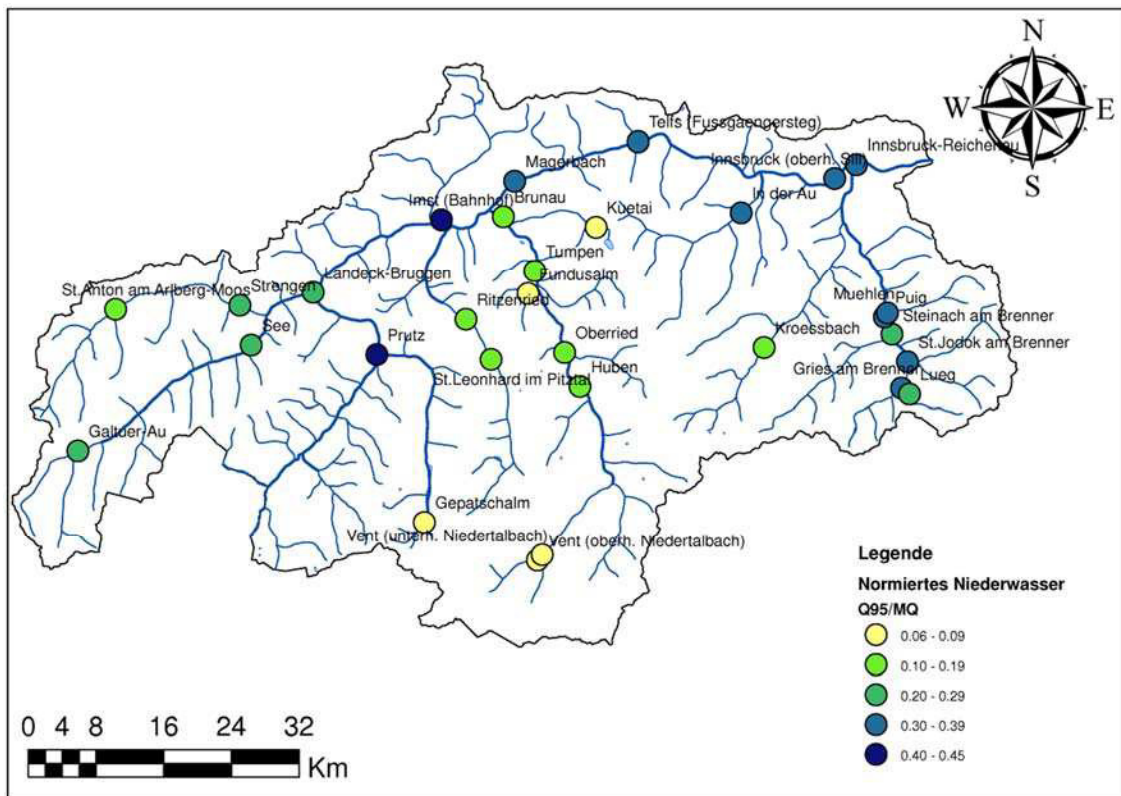 N
W E
S
Telfs (Fussgaengersteg)
Innsbruck-Reichenau
Innsbruck (oberh. Sill)
Magerbach
In der Au
Imst (Bahnhof)
Brunau
Kuetai
Tumpen
Fundusalm
Landeck-Bruggen
Strengen
St.Anton am Arlberg-Moos
Ritzenried
Muehlen
Puig
Steinach am Brenner
See
Prutz
Oberried
Kroessbach
St.Jodok am Brenner
Huben
St.Leonhard im Pitztal
Gries am Brenner
Lueg
Galtuer-Au
Gepatschalm
Vent (unterh. Niedertalbach)
Vent (oberh. Niedertalbach)
Legende
Normiertes Niederwasser
Q95/MQ
0.06 - 0.09
0.10 - 0.19
0.20 - 0.29
0.30 - 0.39
0.40 - 0.45
0 4 8 16 24 32
Km